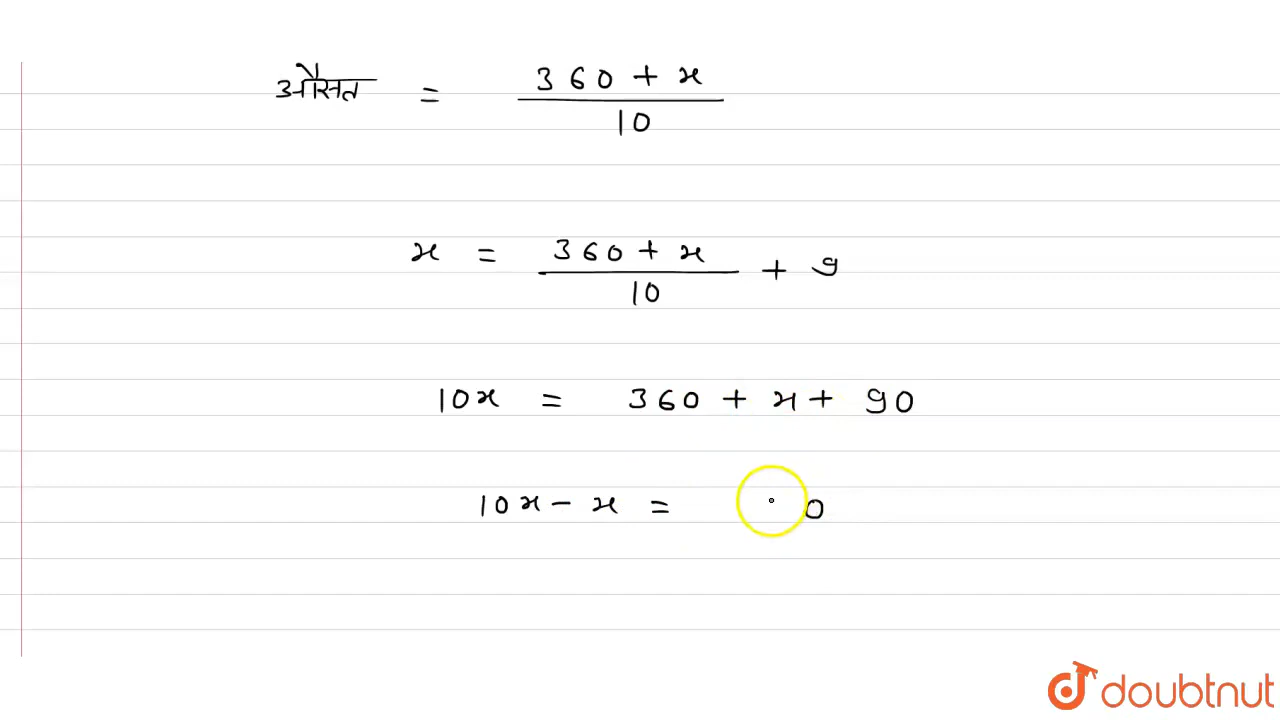 औसत = 360 + x / 10
x = 360 + x / 10 + 9
10x = 360 + x + 90
10x - x = 0
doubtnut